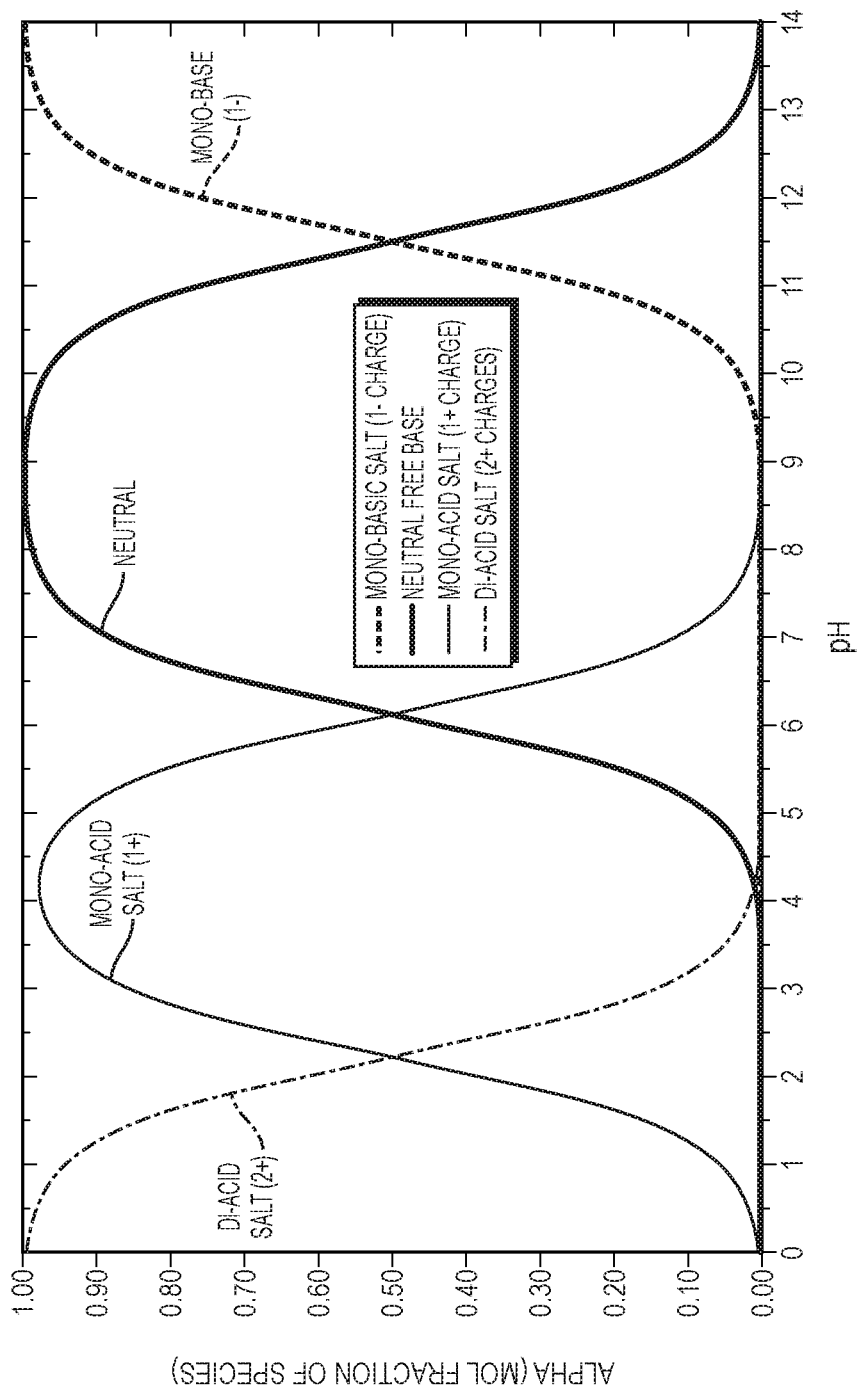 ALPHA (MOL FRACTION OF SPECIES)
1.00
0.90
0.80
0.70
0.60
0.50
0.40
0.30
0.20
0.10
0.00
DI-ACID
SALT (2+)
MONO-ACID
SALT (1+)
NEUTRAL
MONO-BASE
(1-)
MONO-BASIC SALT (1- CHARGE)
NEUTRAL FREE BASE
MONO-ACID SALT (1+ CHARGE)
DI-ACID SALT (2+ CHARGES)
0
1
2
3
4
5
6
7
8
9
10
11
12
13
14
pH